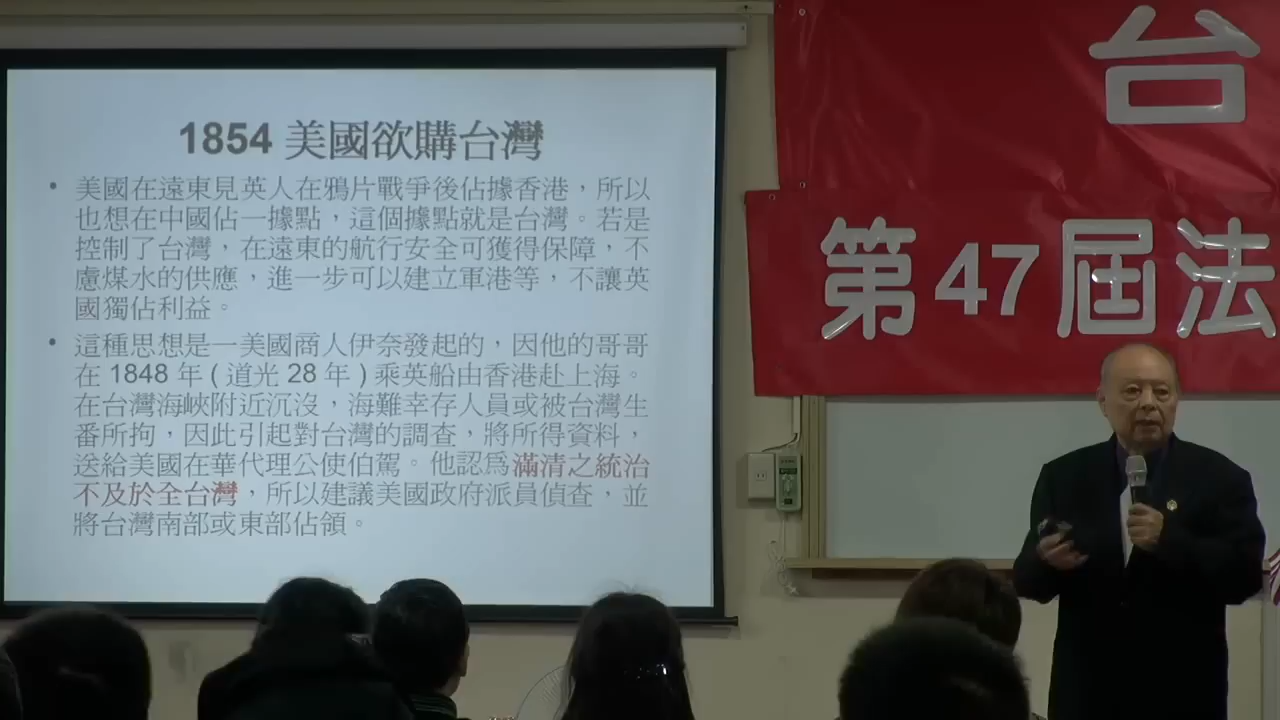 1854 美國欲購台灣
• 美國在遠東見英人在鴉片戰爭後佔據香港，所以
也想在中國佔一據點，這個據點就是台灣。若是
控制了台灣，在遠東的航行安全可獲得保障，不
慮煤水的供應，進一步可以建立軍港等，不讓英
國獨佔利益。
• 這種思想是一美國商人伊奈發起的，因他的哥哥
在 1848 年 ( 道光 28 年 ) 乘英船由香港赴上海。
在台灣海峽附近沉沒，海難幸存人員或被台灣生
番所拘，因此引起對台灣的調查，將所得資料，
送給美國在華代理公使伯駕。他認爲滿清之統治
不及於全台灣，所以建議美國政府派員偵查，並
將台灣南部或東部佔領。
台
第47屆法